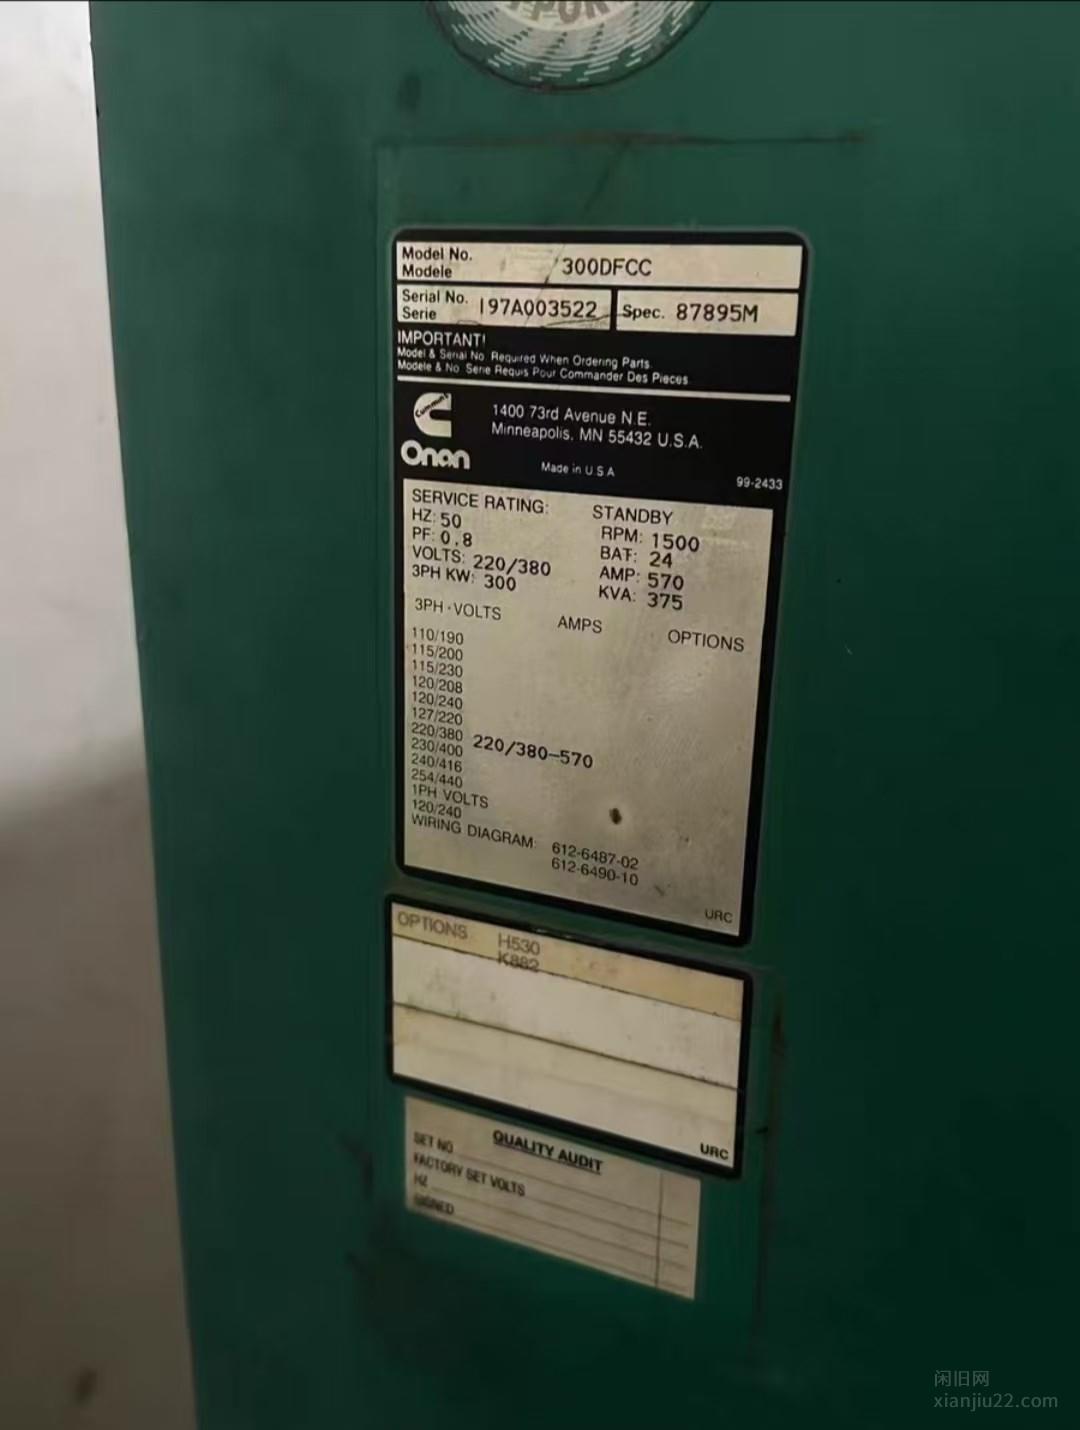 Model No.
Modele
300DFCC
Serial No.
Serie
I97A003522
Spec. 87895M
IMPORTANT!
Model & Serial No. Required When Ordering Parts
Modele & No. Serie Requis Pour Commander Des Pieces
Cummins
Onan
1400 73rd Avenue N.E.
Minneapolis, MN 55432 U.S.A.
Made in U S A
99-2433
SERVICE RATING: STANDBY
HZ: 50 RPM: 1500
PF: 0.8 BAT: 24
VOLTS: 220/380 AMP: 570
3PH KW: 300 KVA: 375
3PH - VOLTS AMPS OPTIONS
110/190
115/200
115/230
120/208
120/240
127/220
220/380 220/380-570
230/400
240/416
254/440
1PH VOLTS
120/240
WIRING DIAGRAM: 612-6487-02
612-6490-10
URC
OPTIONS H530
K882
URC
QUALITY AUDIT
SET NO
FACTORY SET VOLTS
HZ
SIGNED
闲旧网
xianjiu22.com